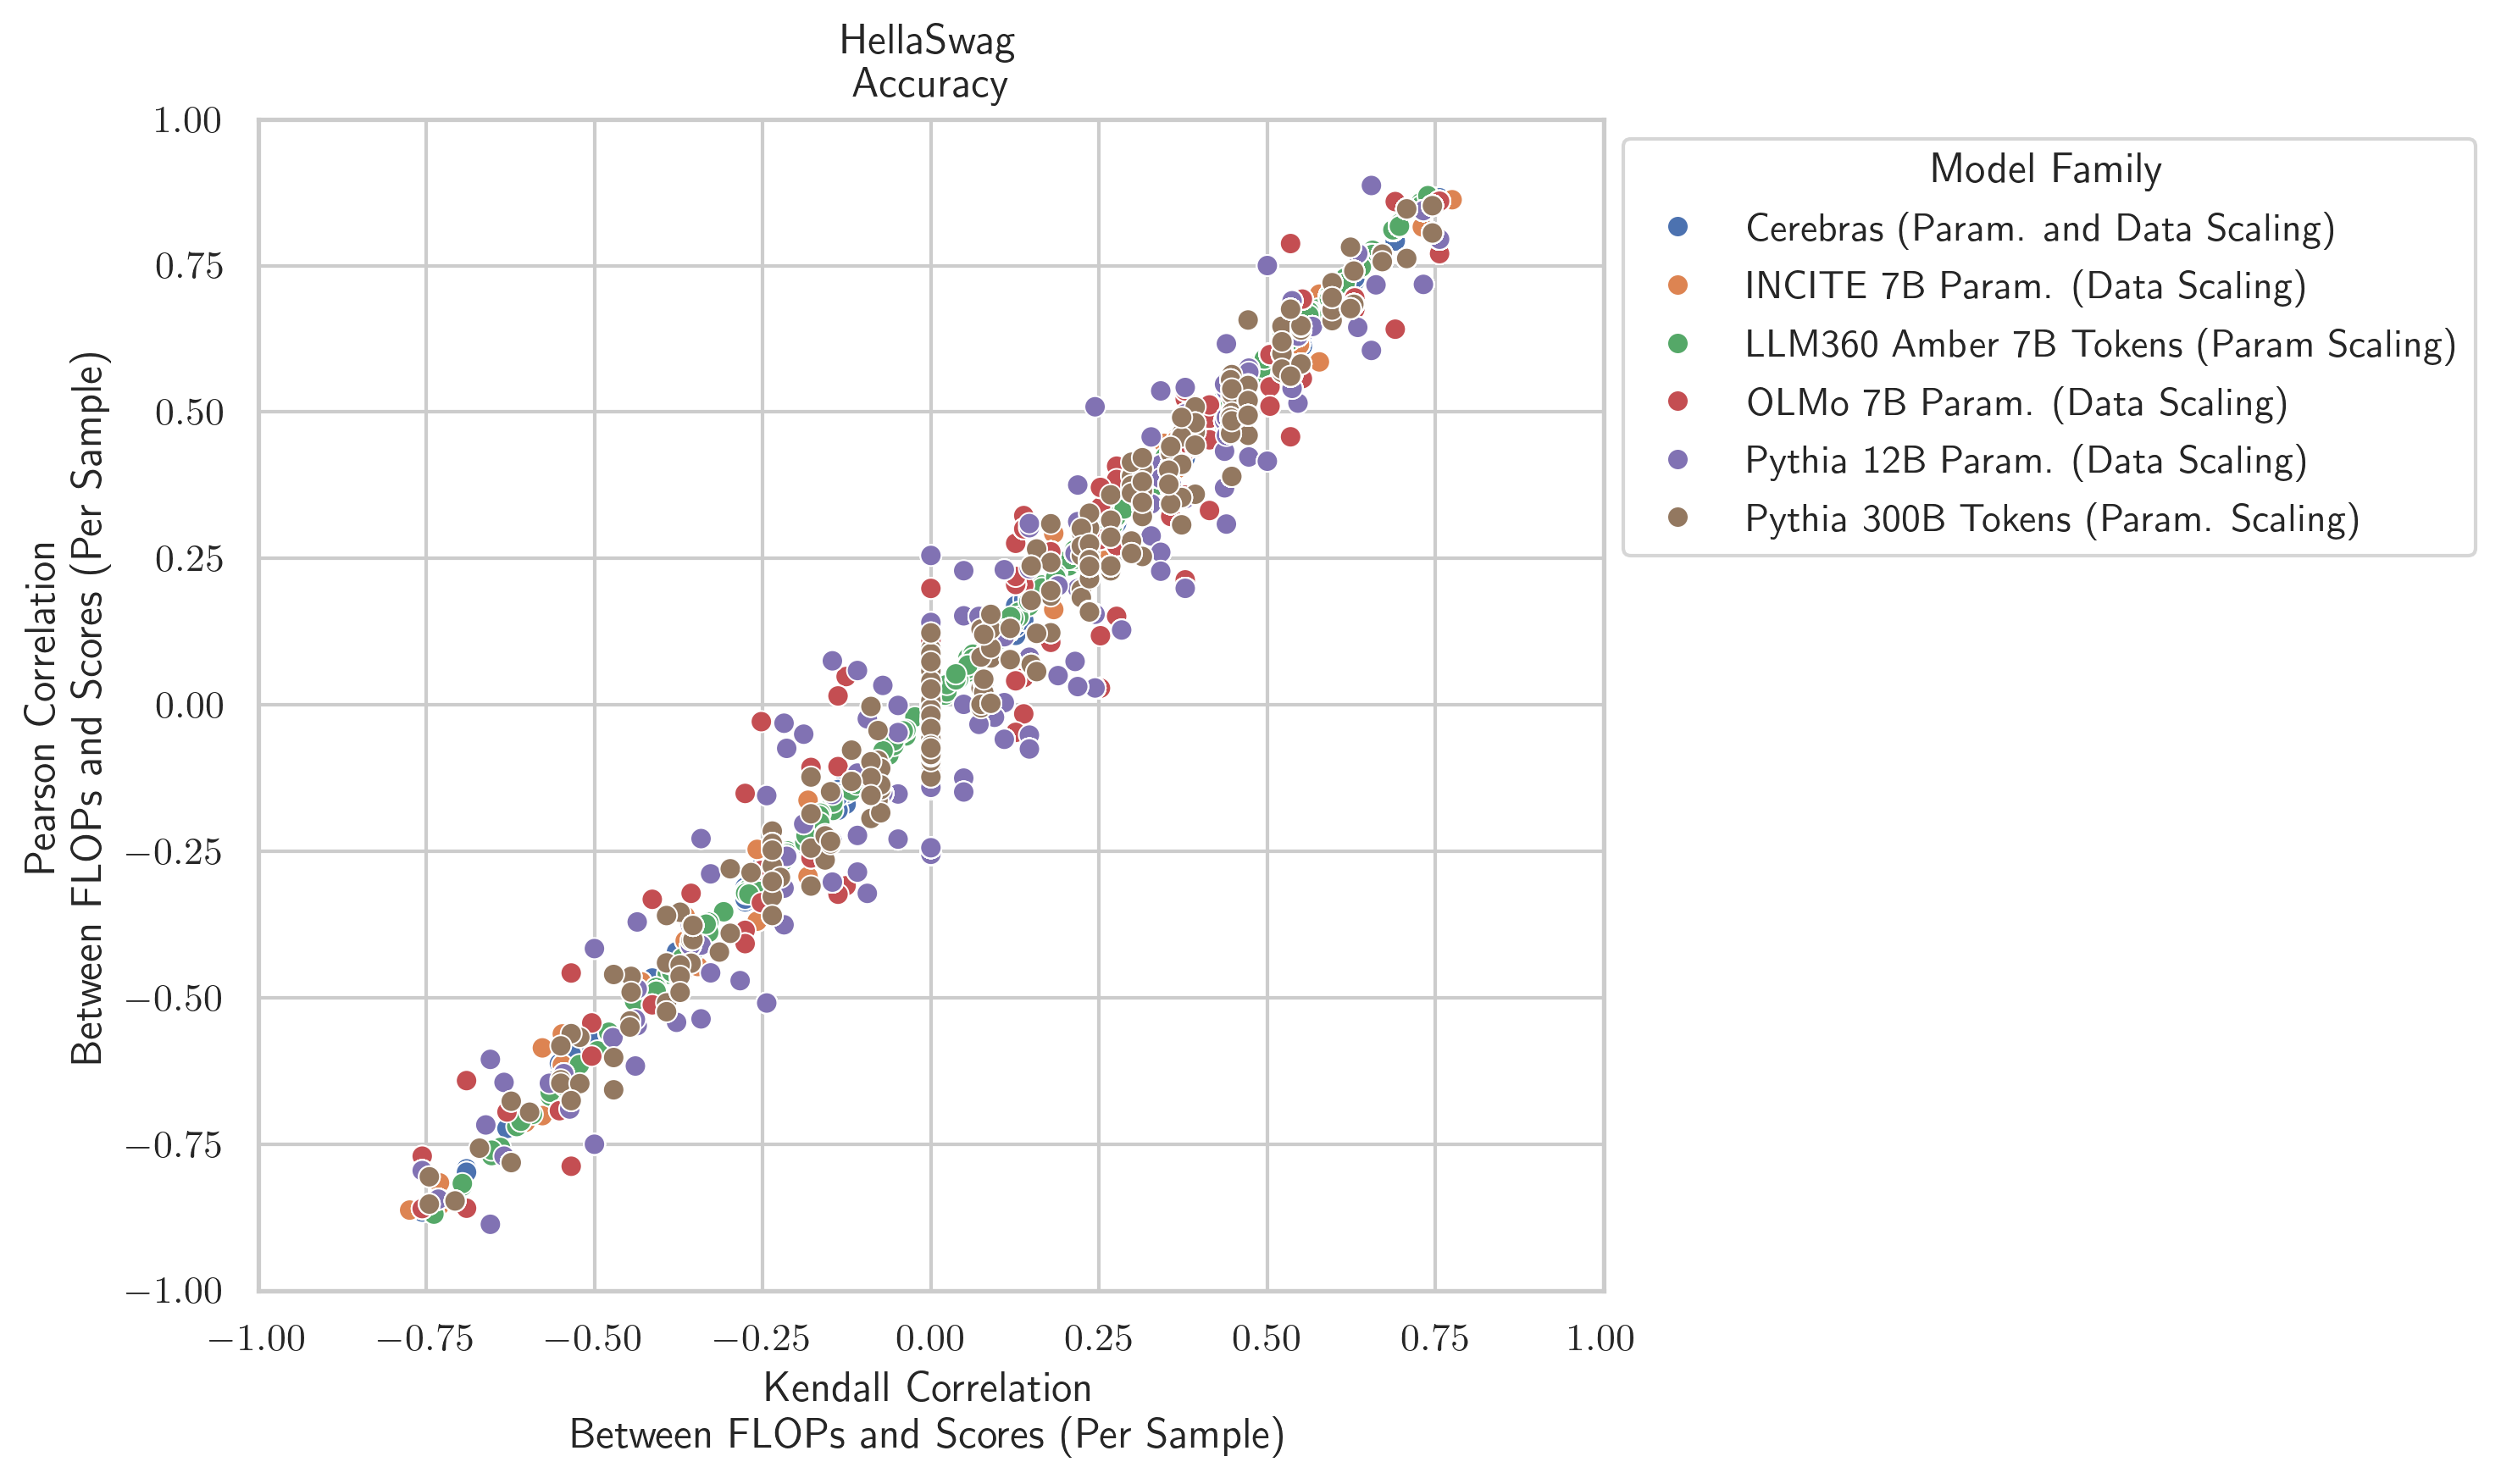 HellaSwag
Accuracy
Pearson Correlation
Between FLOPs and Scores (Per Sample)
1.00
0.75
0.50
0.25
0.00
−0.25
−0.50
−0.75
−1.00
−1.00
−0.75
−0.50
−0.25
0.00
0.25
0.50
0.75
1.00
Kendall Correlation
Between FLOPs and Scores (Per Sample)
Model Family
Cerebras (Param. and Data Scaling)
INCITE 7B Param. (Data Scaling)
LLM360 Amber 7B Tokens (Param Scaling)
OLMo 7B Param. (Data Scaling)
Pythia 12B Param. (Data Scaling)
Pythia 300B Tokens (Param. Scaling)